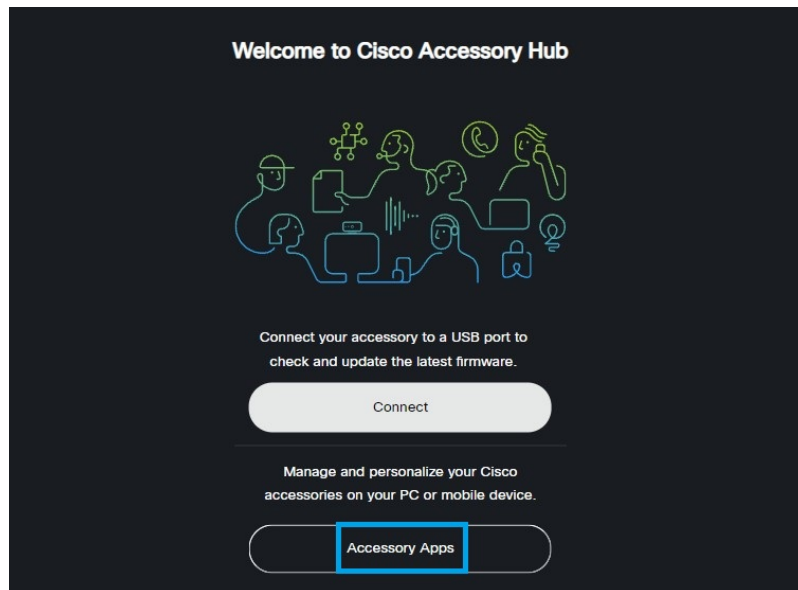 Welcome to Cisco Accessory Hub
Connect your accessory to a USB port to
check and update the latest firmware.
Connect
Manage and personalize your Cisco
accessories on your PC or mobile device.
Accessory Apps